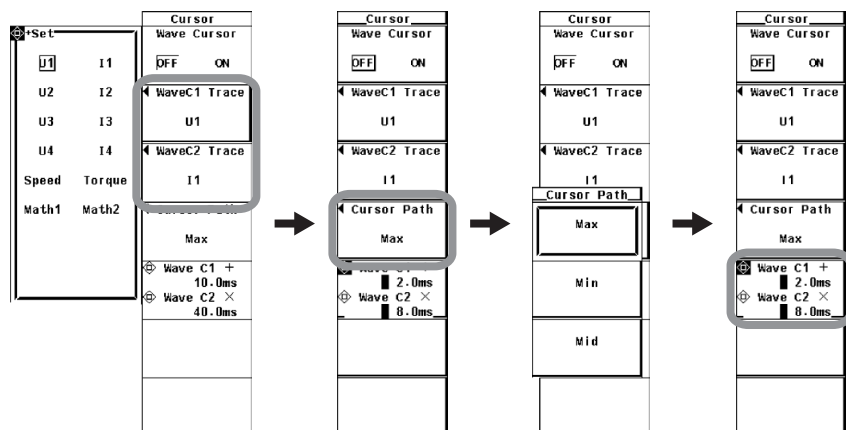 +Set
U1 I1
U2 I2
U3 I3
U4 I4
Speed Torque
Math1 Math2
Cursor
Wave Cursor
OFF ON
WaveC1 Trace
U1
WaveC2 Trace
I1
Max
Wave C1 +
10.0ms
Wave C2 ×
40.0ms
Cursor
Wave Cursor
OFF ON
WaveC1 Trace
U1
WaveC2 Trace
I1
Cursor Path
Max
2.0ms
Wave C2 ×
8.0ms
Cursor
Wave Cursor
OFF ON
WaveC1 Trace
U1
WaveC2 Trace
I1
Cursor Path
Max
Min
Mid
Cursor
Wave Cursor
OFF ON
WaveC1 Trace
U1
WaveC2 Trace
I1
Cursor Path
Max
Wave C1 +
2.0ms
Wave C2 ×
8.0ms